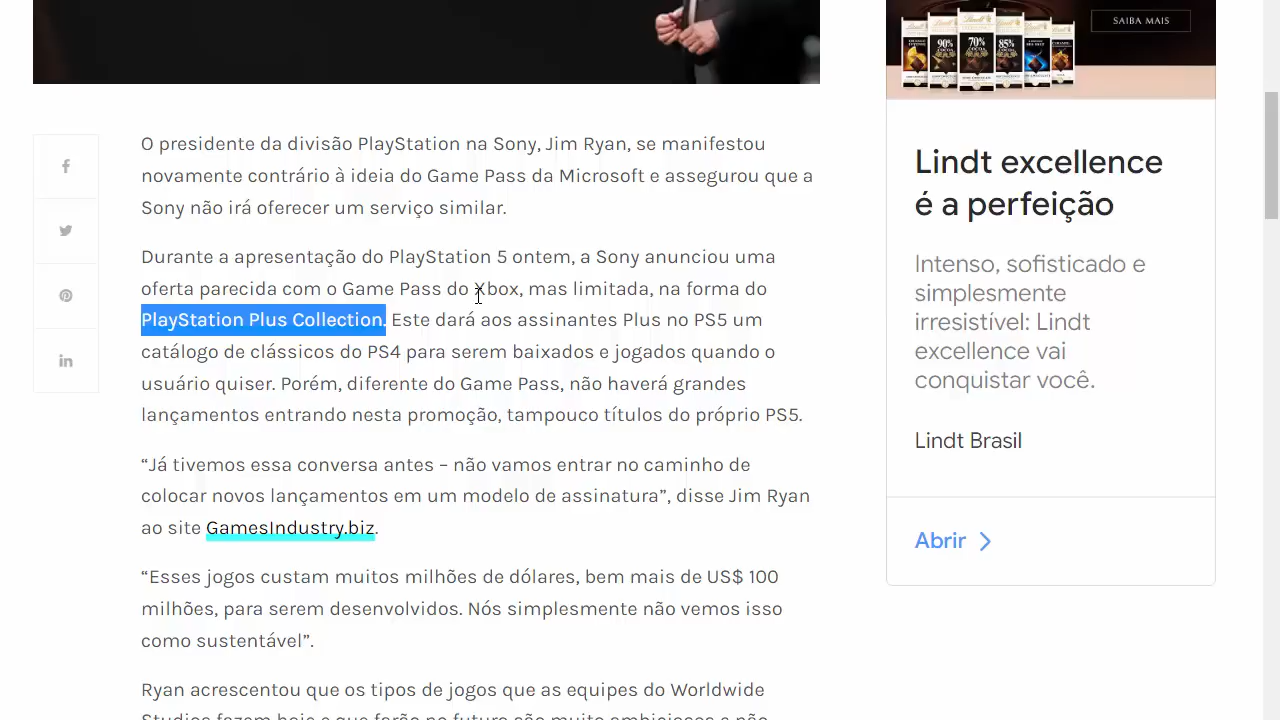 SAIBA MAIS
90%
70%
85%
O presidente da divisão PlayStation na Sony, Jim Ryan, se manifestou
novamente contrário à ideia do Game Pass da Microsoft e assegurou que a
Sony não irá oferecer um serviço similar.
Durante a apresentação do PlayStation 5 ontem, a Sony anunciou uma
oferta parecida com o Game Pass do Xbox, mas limitada, na forma do
PlayStation Plus Collection. Este dará aos assinantes Plus no PS5 um
catálogo de clássicos do PS4 para serem baixados e jogados quando o
usuário quiser. Porém, diferente do Game Pass, não haverá grandes
lançamentos entrando nesta promoção, tampouco títulos do próprio PS5.
“Já tivemos essa conversa antes – não vamos entrar no caminho de
colocar novos lançamentos em um modelo de assinatura”, disse Jim Ryan
ao site GamesIndustry.biz.
“Esses jogos custam muitos milhões de dólares, bem mais de US$ 100
milhões, para serem desenvolvidos. Nós simplesmente não vemos isso
como sustentável”.
Ryan acrescentou que os tipos de jogos que as equipes do Worldwide
Studios fazem hoje e que farão no futuro são muito ambiciosos e não
Lindt excellence
é a perfeição
Intenso, sofisticado e
simplesmente
irresistível: Lindt
excellence vai
conquistar você.
Lindt Brasil
Abrir